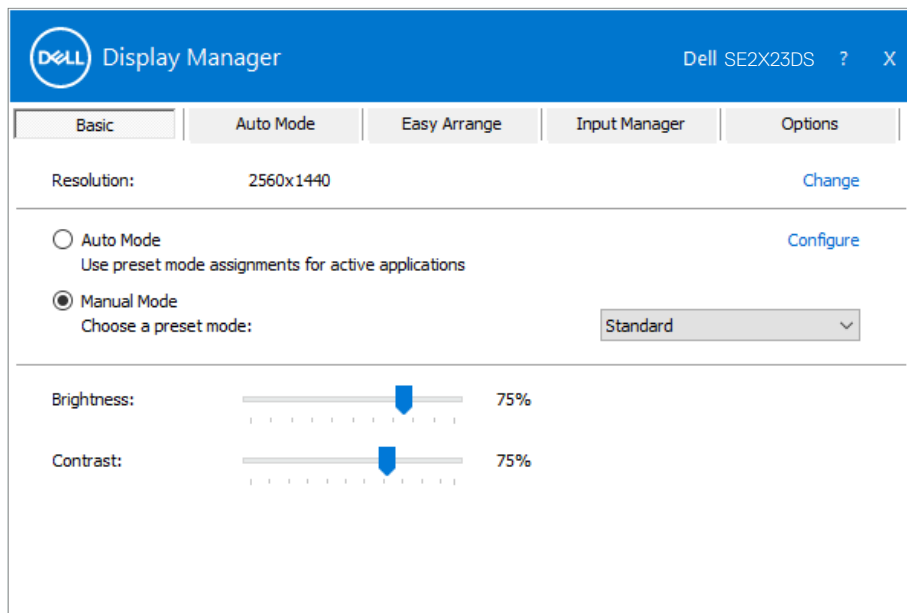 DELL Display Manager Dell SE2X23DS ? X
Basic Auto Mode Easy Arrange Input Manager Options
Resolution: 2560x1440 Change
Auto Mode Configure
Use preset mode assignments for active applications
Manual Mode
Choose a preset mode: Standard
Brightness: 75%
Contrast: 75%